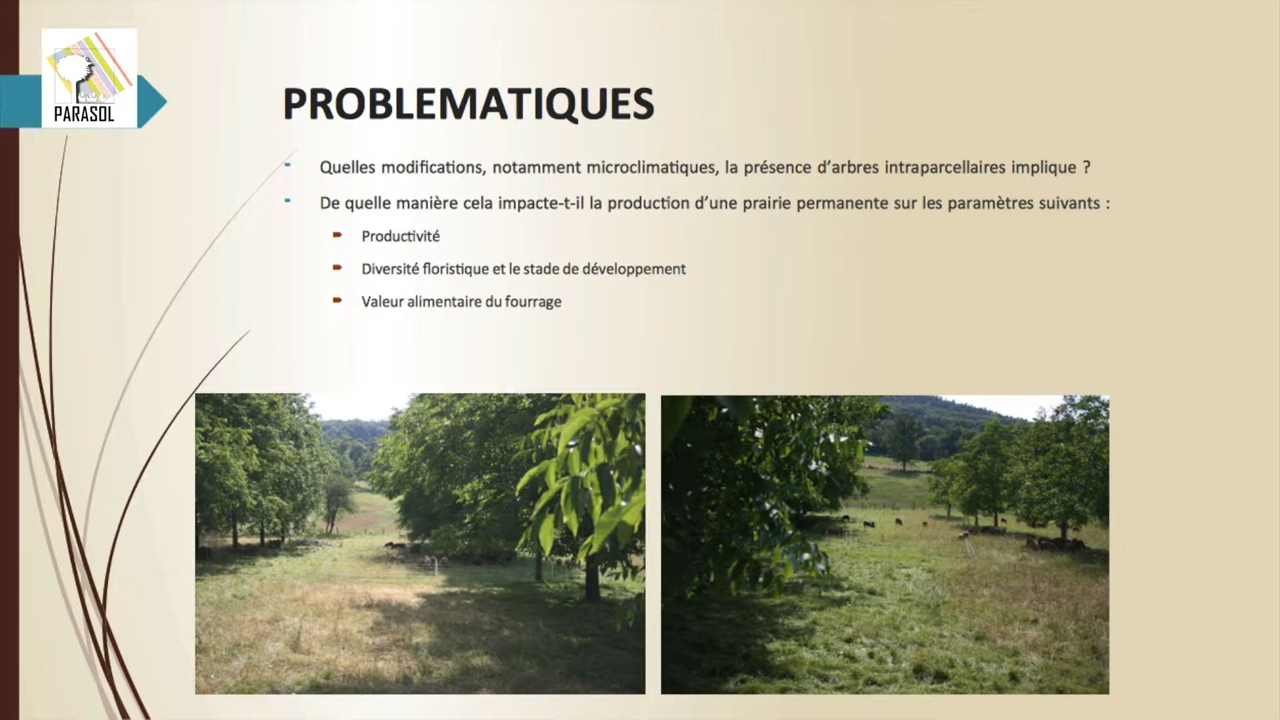 PARASOL
PROBLEMATIQUES
Quelles modifications, notamment microclimatiques, la présence d’arbres intraparcellaires implique ?
De quelle manière cela impacte-t-il la production d’une prairie permanente sur les paramètres suivants :
Productivité
Diversité floristique et le stade de développement
Valeur alimentaire du fourrage